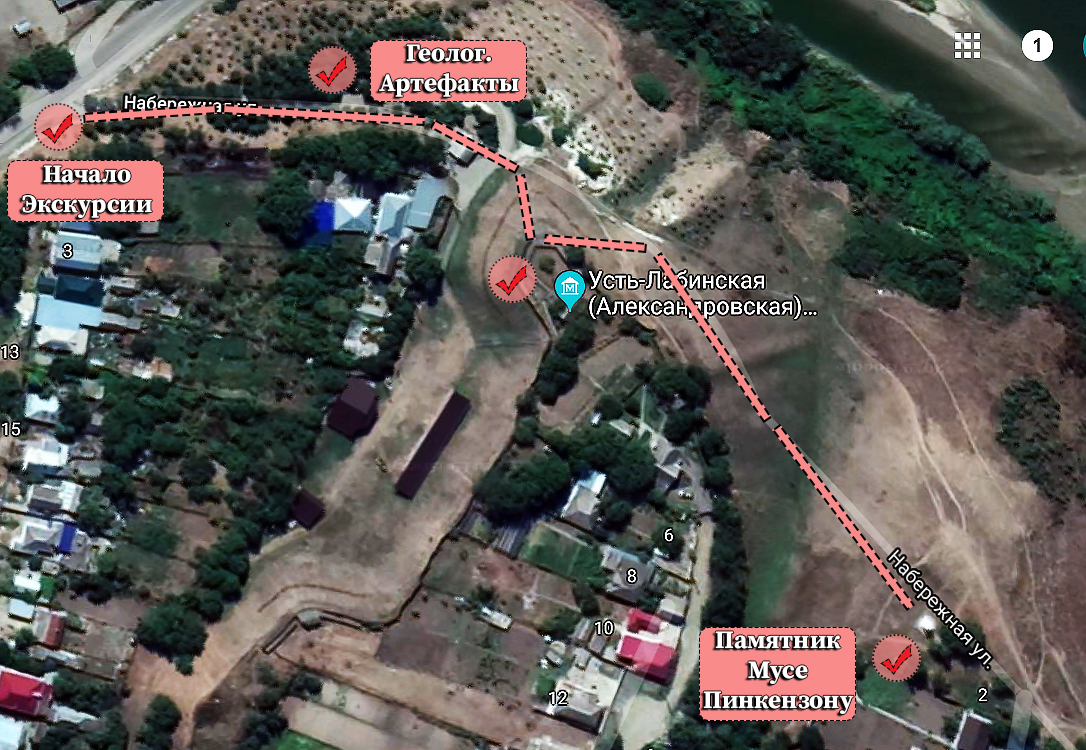 1
Геолог.
Артефакты
Набережная ул.
Начало
Экскурсии
3
Усть-Лабинская
(Александровская)...
13
15
6
8
Набережная ул.
10
Памятник
Мусе
Пинкензону
12
2